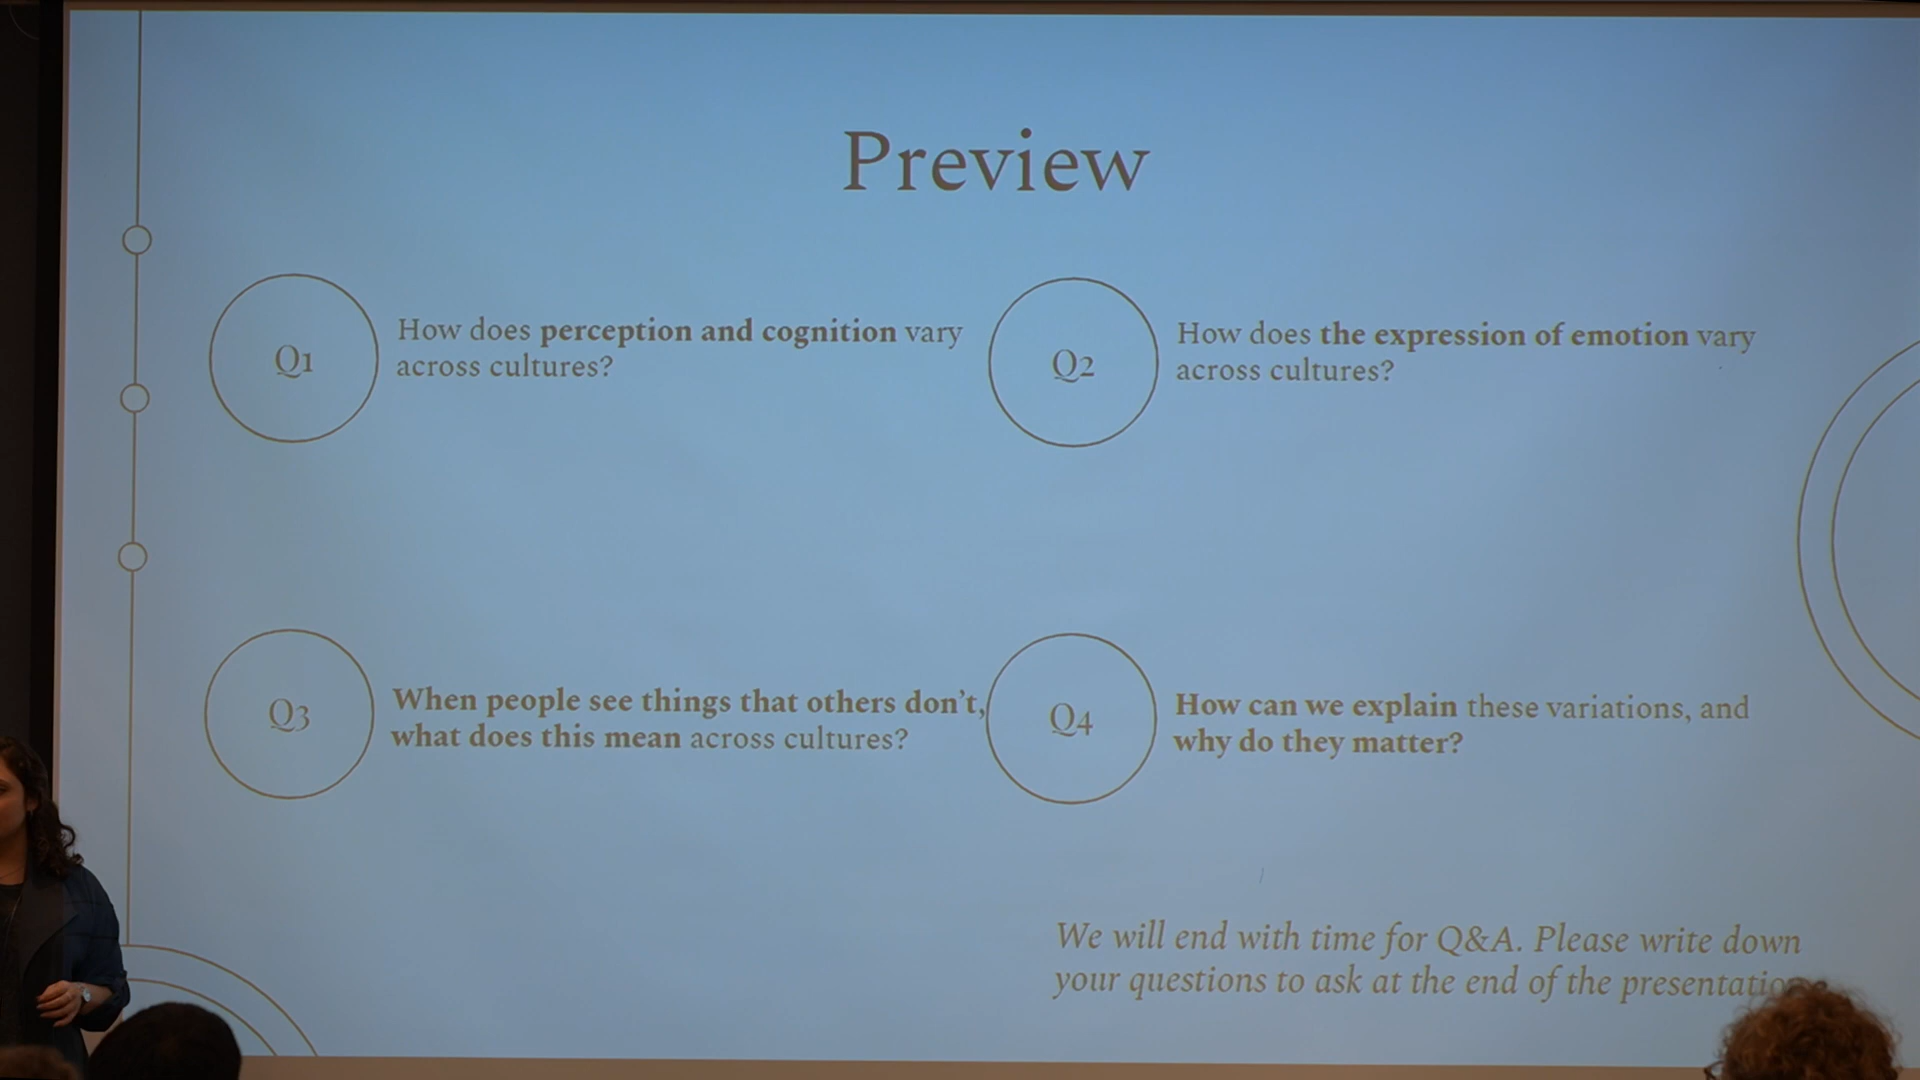 Preview
Q1
How does perception and cognition vary
across cultures?
Q2
How does the expression of emotion vary
across cultures?
Q3
When people see things that others don't,
what does this mean across cultures?
Q4
How can we explain these variations, and
why do they matter?
We will end with time for Q&A. Please write down
your questions to ask at the end of the